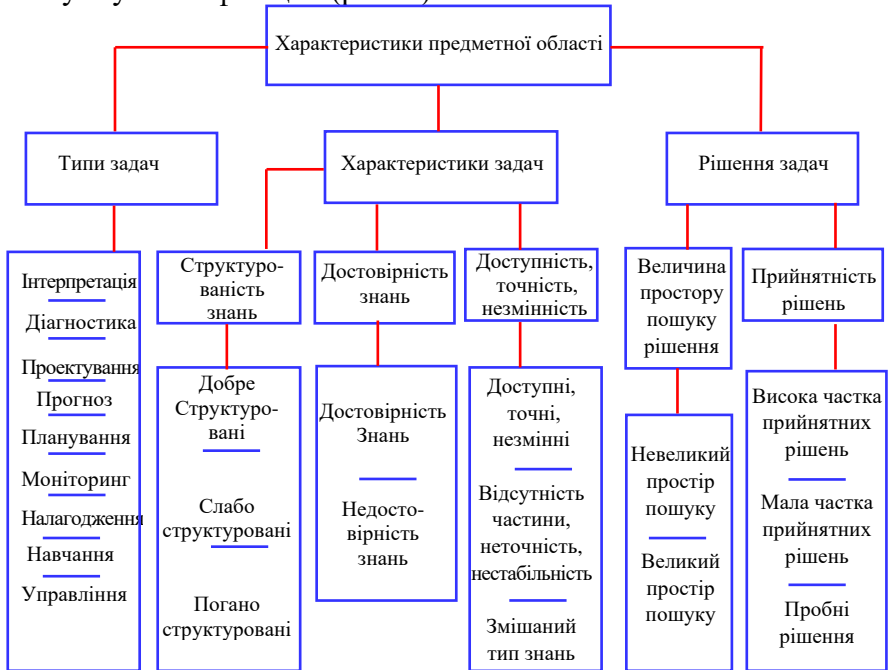 Характеристики предметної області
Типи задач
Характеристики задач
Рішення задач
Інтерпретація
Діагностика
Проектування
Прогноз
Планування
Моніторинг
Налагодження
Навчання
Управління
Структуро-
ваність
знань
Добре
Структуро-
вані
Слабо
структуровані
Погано
структуровані
Достовірність
знань
Достовірність
Знань
Недосто-
вірність
знань
Доступність,
точність,
незмінність
Доступні,
точні,
незмінні
Відсутність
частини,
неточність,
нестабільність
Змішаний
тип знань
Величина
простору
пошуку
рішення
Невеликий
простір
пошуку
Великий
простір
пошуку
Прийнятність
рішень
Висока частка
прийнятних
рішень
Мала частка
прийнятних
рішень
Пробні
рішення